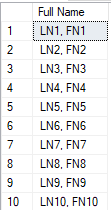 Full Name
1 LN1, FN1
2 LN2, FN2
3 LN3, FN3
4 LN4, FN4
5 LN5, FN5
6 LN6, FN6
7 LN7, FN7
8 LN8, FN8
9 LN9, FN9
10 LN10, FN10